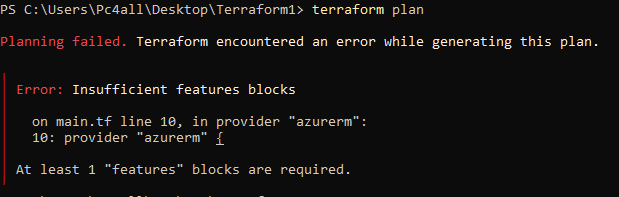 PS C:\Users\Pc4all\Desktop\Terraform1> terraform plan
Planning failed. Terraform encountered an error while generating this plan.
Error: Insufficient features blocks
on main.tf line 10, in provider "azurerm":
10: provider "azurerm" {
At least 1 "features" blocks are required.